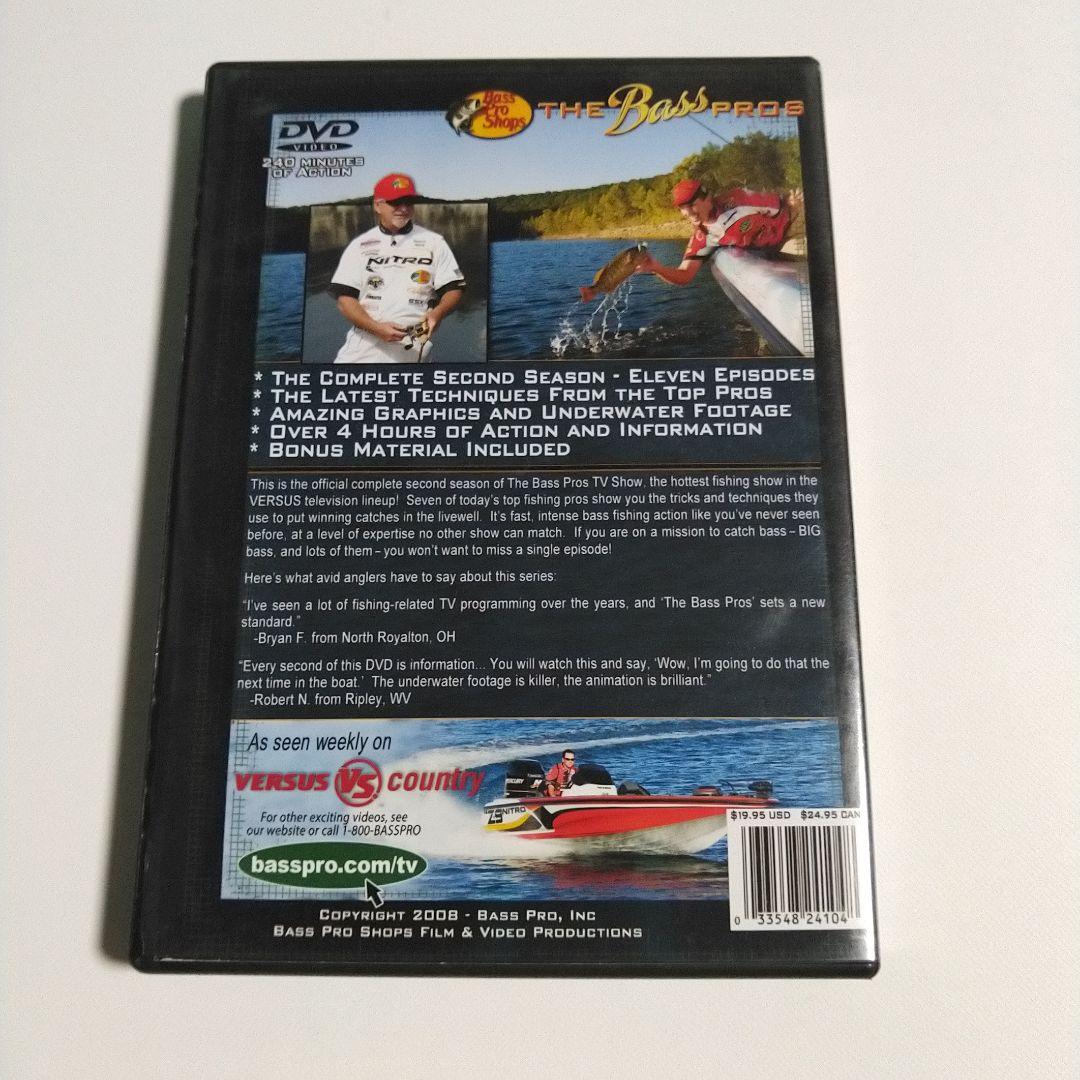 Bass
Pro
Shops
THE Bass PROS
DVD
VIDEO
240 MINUTES
OF ACTION
NITRO
* THE COMPLETE SECOND SEASON - ELEVEN EPISODES
* THE LATEST TECHNIQUES FROM THE TOP PROS
* AMAZING GRAPHICS AND UNDERWATER FOOTAGE
* OVER 4 HOURS OF ACTION AND INFORMATION
* BONUS MATERIAL INCLUDED
This is the official complete second season of The Bass Pros TV Show, the hottest fishing show in the
VERSUS television lineup! Seven of today's top fishing pros show you the tricks and techniques they
use to put winning catches in the livewell. It's fast, intense bass fishing action like you've never seen
before, at a level of expertise no other show can match. If you are on a mission to catch bass – BIG
bass, and lots of them – you won't want to miss a single episode!
Here's what avid anglers have to say about this series:
“I've seen a lot of fishing-related TV programming over the years, and ‘The Bass Pros’ sets a new
standard.”
-Bryan F. from North Royalton, OH
“Every second of this DVD is information... You will watch this and say, ‘Wow, I'm going to do that the
next time in the boat.’ The underwater footage is killer, the animation is brilliant.”
-Robert N. from Ripley, WV
As seen weekly on
VERSUS VS. country
MERCURY
NITRO
For other exciting videos, see
our website or call 1-800-BASSPRO
basspro.com/tv
$19.95 USD $24.95 CAN
0 33548 24104
COPYRIGHT 2008 - BASS PRO, INC
BASS PRO SHOPS FILM & VIDEO PRODUCTIONS